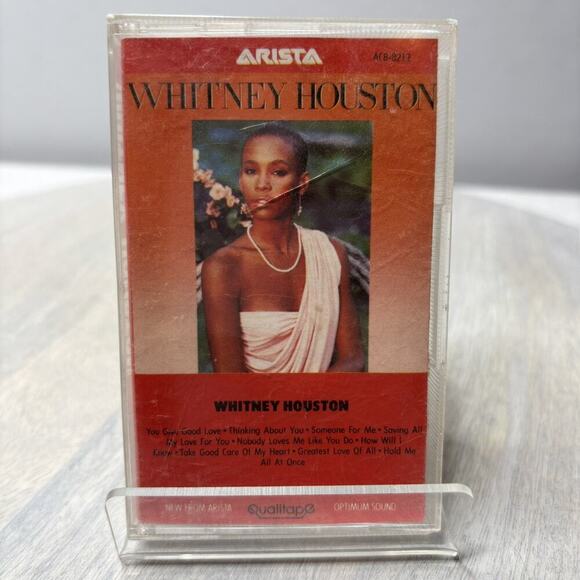 ARISTA
AC8-8212
WHITNEY HOUSTON
WHITNEY HOUSTON
You Give Good Love • Thinking About You • Someone For Me • Saving All
My Love For You • Nobody Loves Me Like You Do • How Will I
Know • Take Good Care Of My Heart • Greatest Love Of All • Hold Me
All At Once
NEW FROM ARISTA Qualitape OPTIMUM SOUND